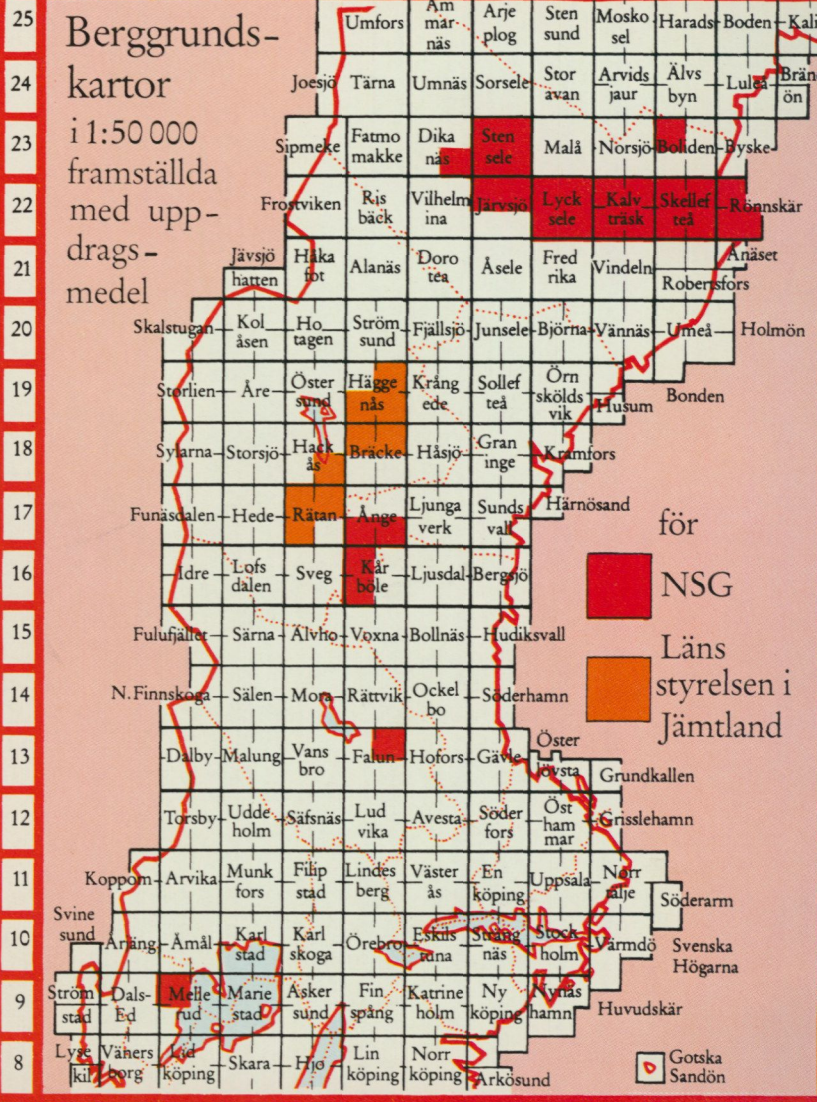 Berggrunds-
kartor
i 1:50 000
framställda
med upp-
drags-
medel
25
Umfors
Am
mar
näs
Arje
plog
Sten
sund
Mosko
sel
Harads
Boden
Kali
24
Joesjö
Tärna
Umnäs
Sorsele
Stor
avan
Arvids
jaur
Älvs
byn
Luleå
Brän
ön
23
Sipmeke
Fatmo
makke
Dika
näs
Sten
sele
Malå
Norsjö
Boliden
Byske
22
Frostviken
Ris
bäck
Vilhelm
ina
Järvsjö
Lyck
sele
Kalv
träsk
Skellef
teå
Rönnskär
21
Jävsjö
hatten
Håka
fot
Alanäs
Doro
tea
Åsele
Fred
rika
Vindeln
Robertsfors
Ånäset
20
Skalstugan
Kol
åsen
Ho
tagen
Ström
sund
Fjällsjö
Junsele
Björna
Vännäs
Umeå
Holmön
19
Storlien
Åre
Öster
sund
Hägge
nås
Krång
ede
Sollef
teå
Örn
skölds
vik
Husum
Bonden
18
Sylarna
Storsjö
Hack
ås
Bräcke
Håsjö
Gran
inge
Kramfors
17
Funäsdalen
Hede
Rätan
Ånge
Ljunga
verk
Sunds
vall
Härnösand
16
Idre
Lofs
dalen
Sveg
Kår
böle
Ljusdal
Bergsjö
15
Fulufjället
Särna
Älvho
Voxna
Bollnäs
Hudiksvall
14
N. Finnskoga
Sälen
Mora
Rättvik
Ockel
bo
Söderhamn
13
Dalby
Malung
Vans
bro
Falun
Hofors
Gävle
Öster
lövsta
Grundkallen
12
Torsby
Udde
holm
Säfsnäs
Lud
vika
Avesta
Söder
fors
Öst
ham
mar
Grisslehamn
11
Koppom
Arvika
Munk
fors
Filip
stad
Lindes
berg
Väster
ås
En
köping
Uppsala
Norr
tälje
Söderarm
10
Svine
sund
Årjäng
Åmål
Karl
stad
Karl
skoga
Örebro
Eskils
tuna
Sträng
näs
Stock
holm
Värmdö
Svenska
Högarna
9
Ström
stad
Dals-
Ed
Melle
rud
Marie
stad
Asker
sund
Fin
spång
Katrine
holm
Ny
köping
Nynäs
hamn
Huvudskär
8
Lyse
kil
Väners
borg
Lid
köping
Skara
Hjo
Lin
köping
Norr
köping
Arkösund
Gotska
Sandön
för
NSG
Läns
styrelsen i
Jämtland